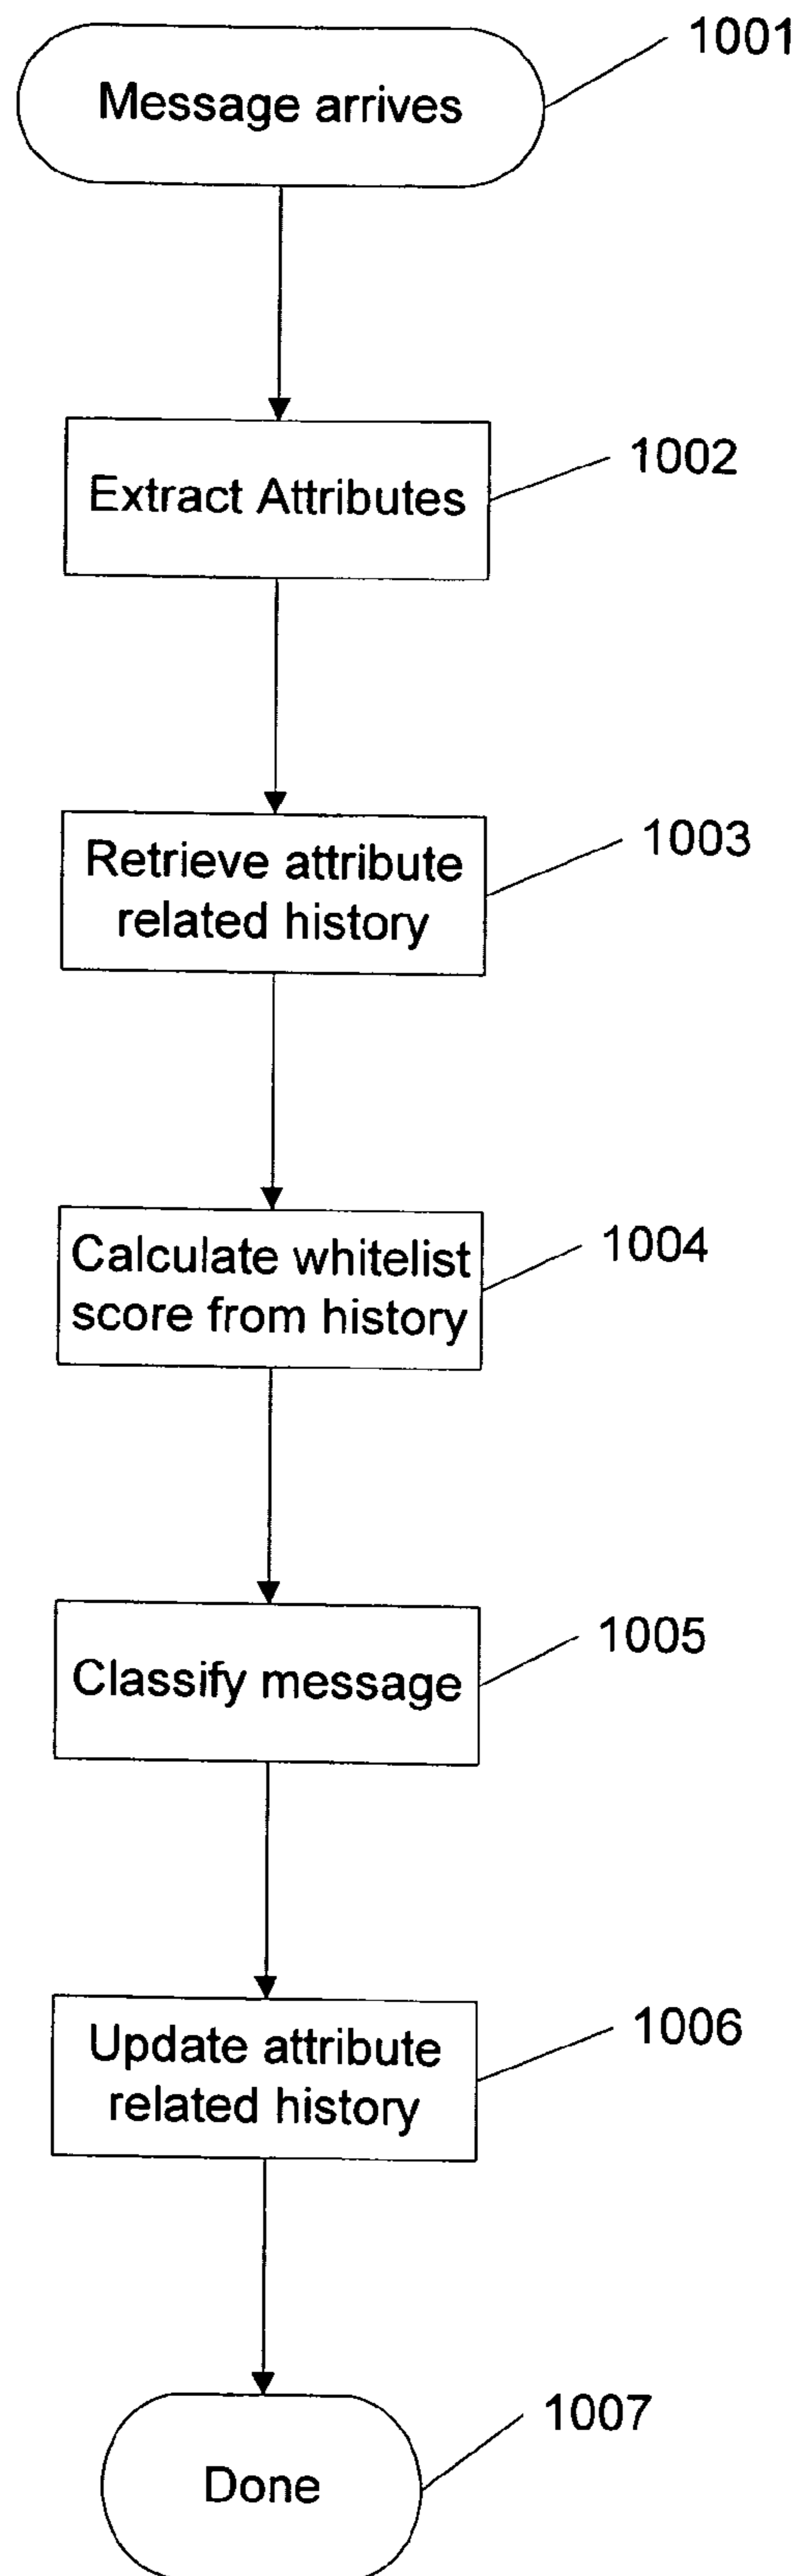 1001
Message arrives
1002
Extract Attributes
1003
Retrieve attribute
related history
1004
Calculate whitelist
score from history
1005
Classify message
1006
Update attribute
related history
1007
Done